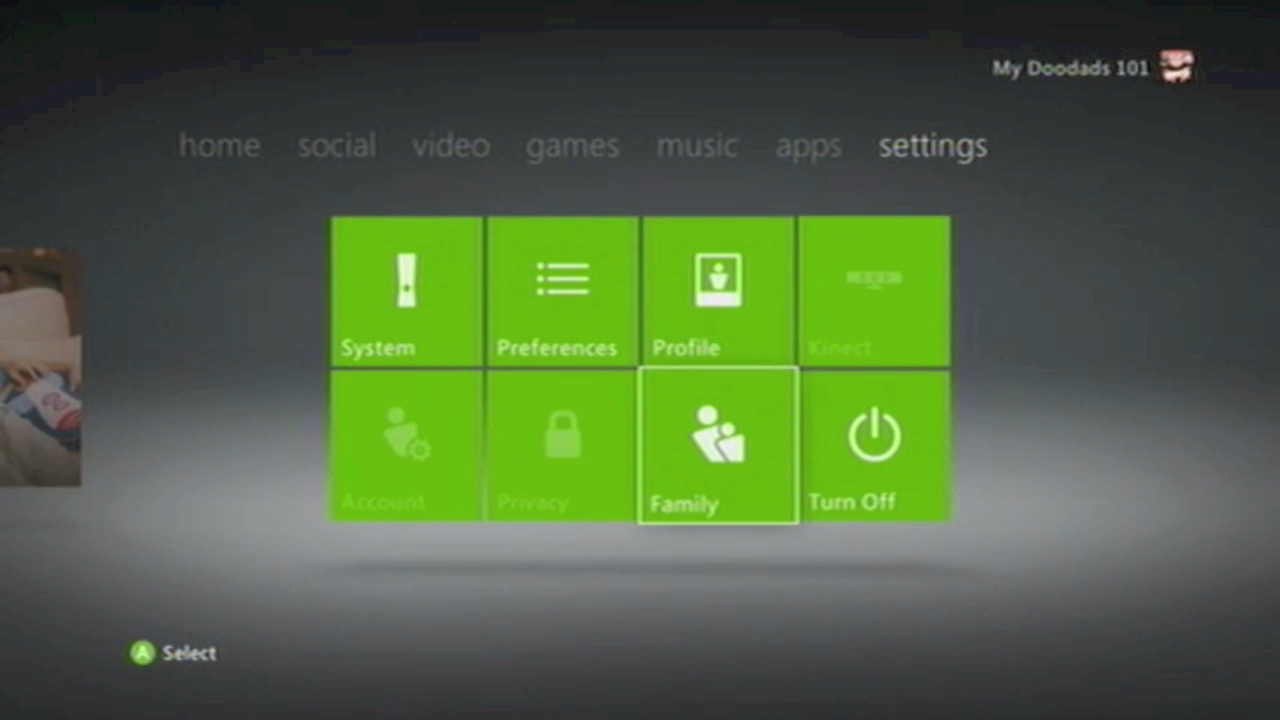 My Doodads 101
home social video games music apps settings
System Preferences Profile Kinect
Account Privacy Family Turn Off
A Select